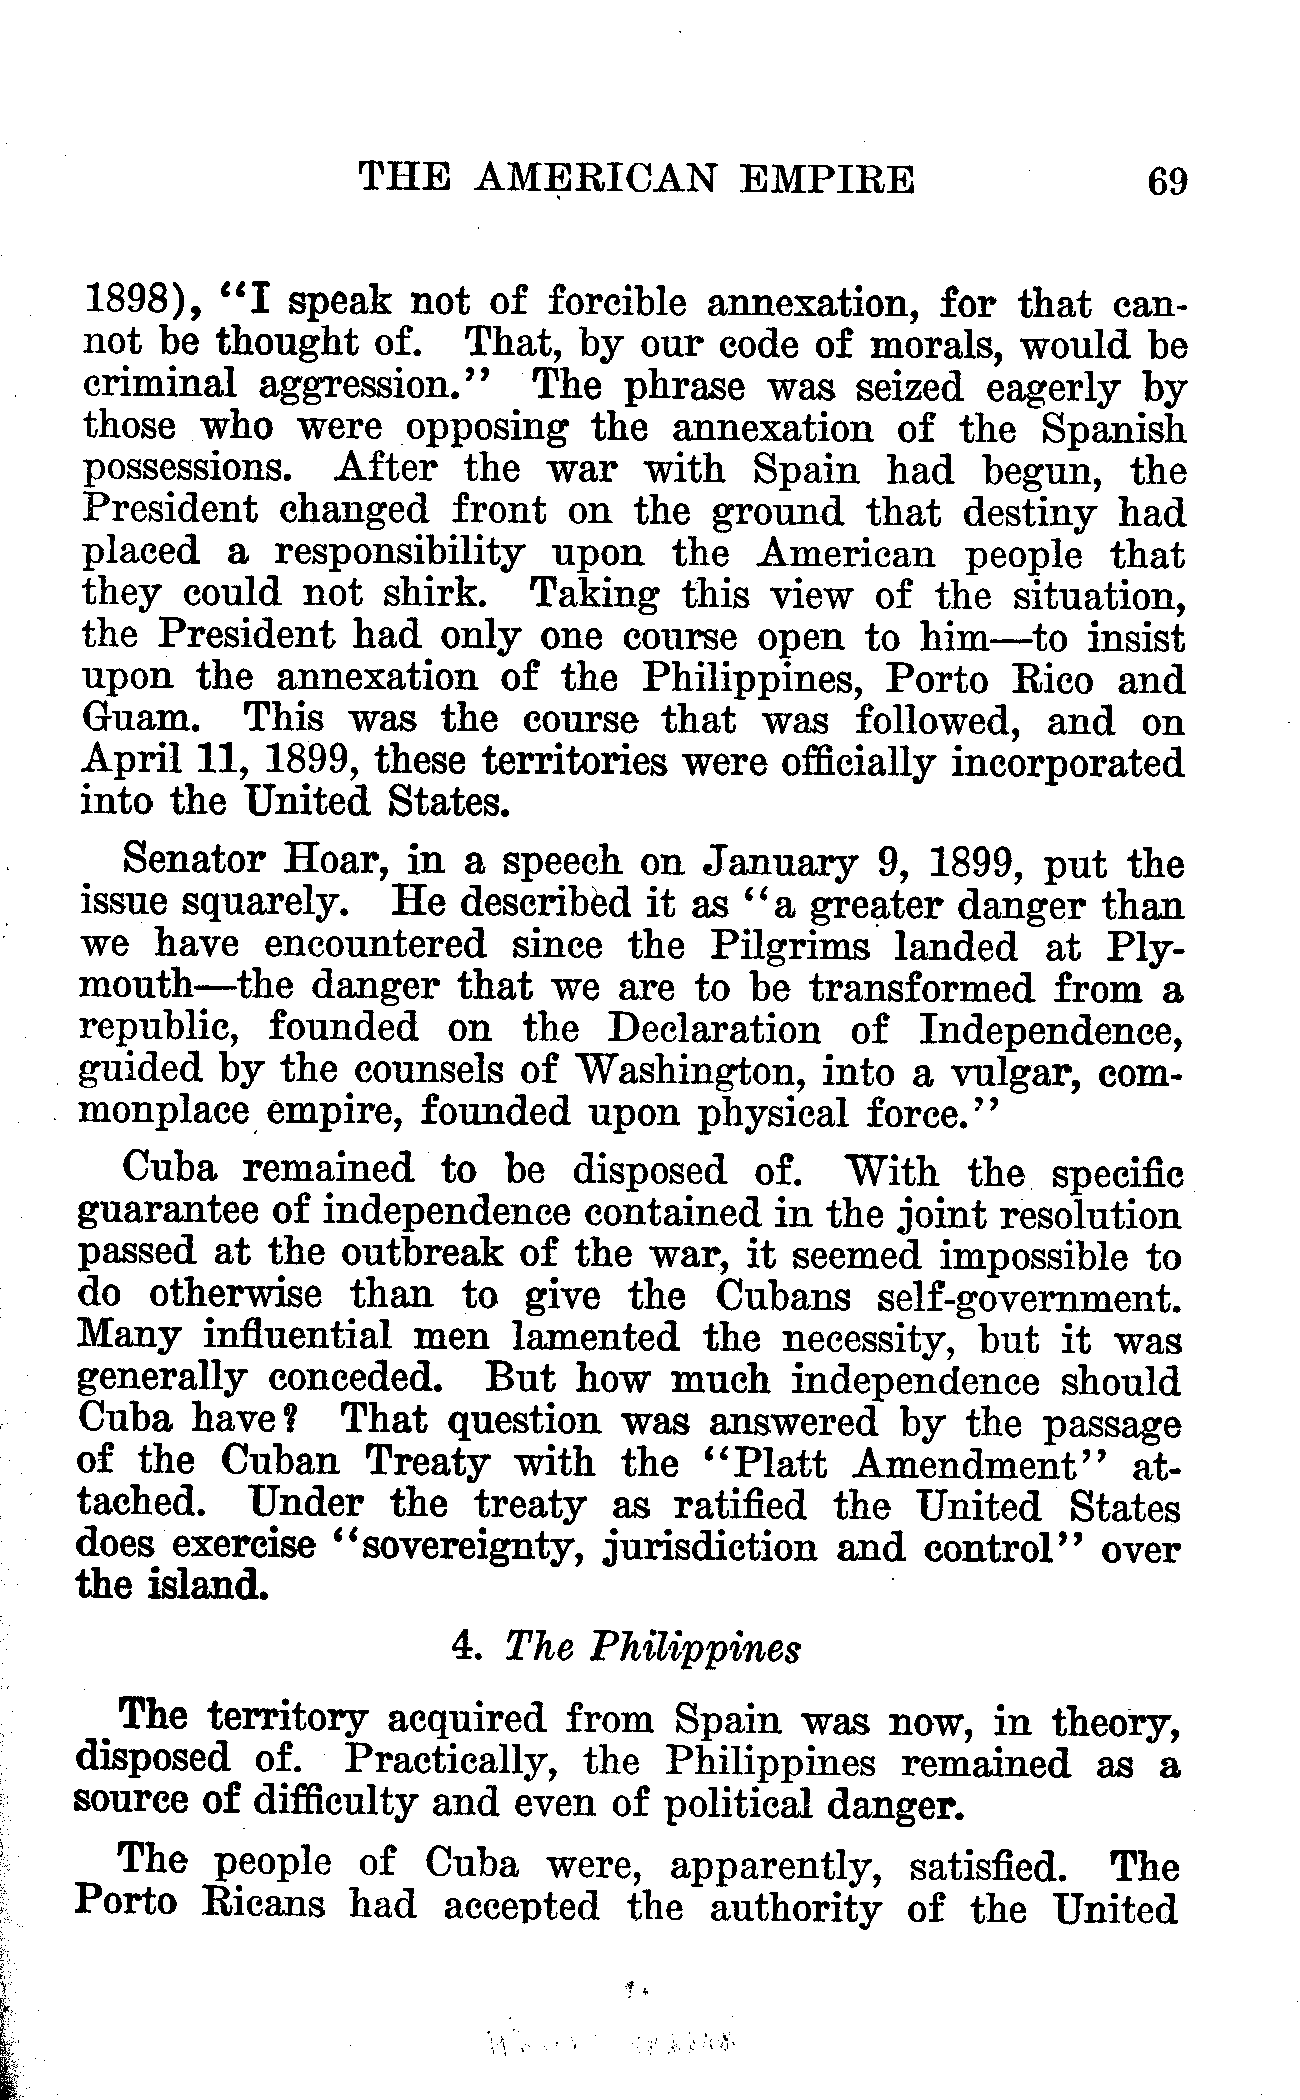 THE AMERICAN EMPIRE 69
1898), "I speak not of forcible annexation, for that can-
not be thought of. That, by our code of morals, would be
criminal aggression." The phrase was seized eagerly by
those who were opposing the annexation of the Spanish
possessions. After the war with Spain had begun, the
President changed front on the ground that destiny had
placed a responsibility upon the American people that
they could not shirk. Taking this view of the situation,
the President had only one course open to him—to insist
upon the annexation of the Philippines, Porto Rico and
Guam. This was the course that was followed, and on
April 11, 1899, these territories were officially incorporated
into the United States.
Senator Hoar, in a speech on January 9, 1899, put the
issue squarely. He described it as "a greater danger than
we have encountered since the Pilgrims landed at Ply-
mouth—the danger that we are to be transformed from a
republic, founded on the Declaration of Independence,
guided by the counsels of Washington, into a vulgar, com-
monplace empire, founded upon physical force."
Cuba remained to be disposed of. With the specific
guarantee of independence contained in the joint resolution
passed at the outbreak of the war, it seemed impossible to
do otherwise than to give the Cubans self-government.
Many influential men lamented the necessity, but it was
generally conceded. But how much independence should
Cuba have? That question was answered by the passage
of the Cuban Treaty with the "Platt Amendment" at-
tached. Under the treaty as ratified the United States
does exercise "sovereignty, jurisdiction and control" over
the island.
4. The Philippines
The territory acquired from Spain was now, in theory,
disposed of. Practically, the Philippines remained as a
source of difficulty and even of political danger.
The people of Cuba were, apparently, satisfied. The
Porto Ricans had accepted the authority of the United